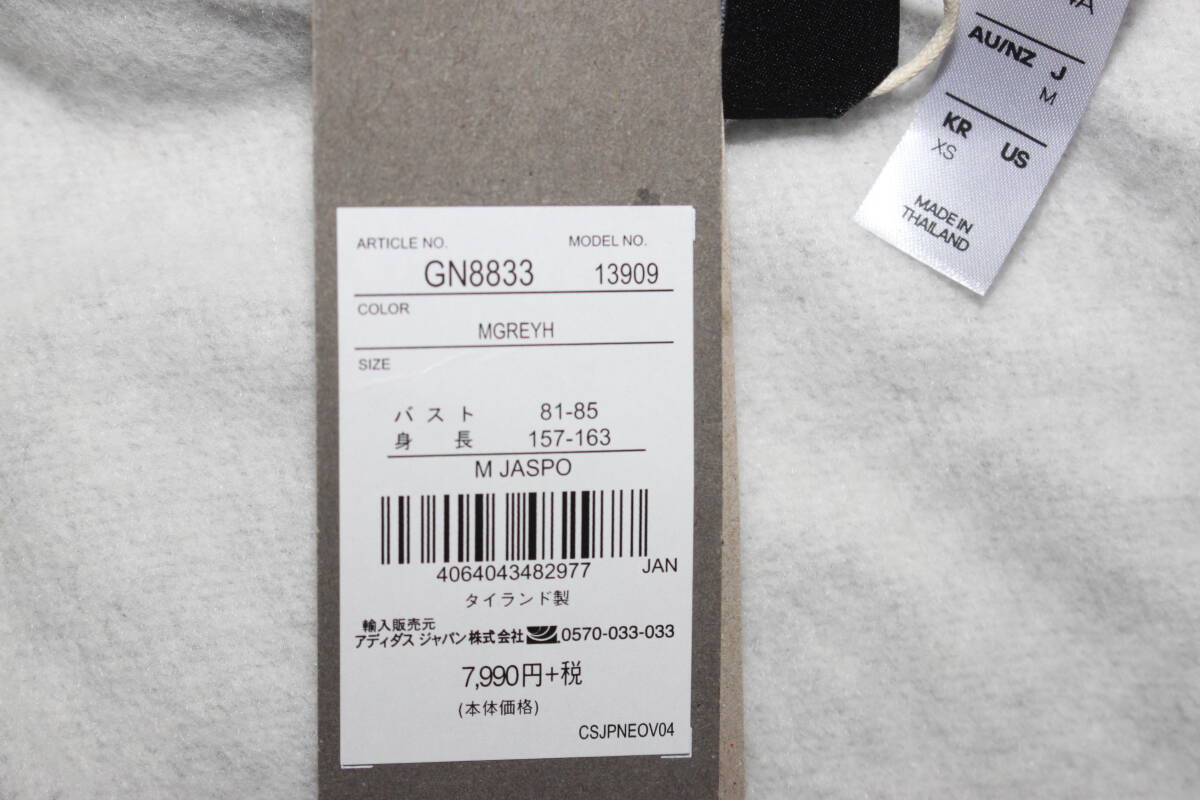 ARTICLE NO. MODEL NO.
GN8833 13909
COLOR
MGREYH
SIZE
バスト 81-85
身長 157-163
M JASPO
4064043482977 JAN
タイランド製
輸入販売元
アディダス ジャパン株式会社 0570-033-033
7,990円+税
(本体価格)
CSJPNEOV04
AU/NZ J
M
KR US
XS
MADE IN
THAILAND